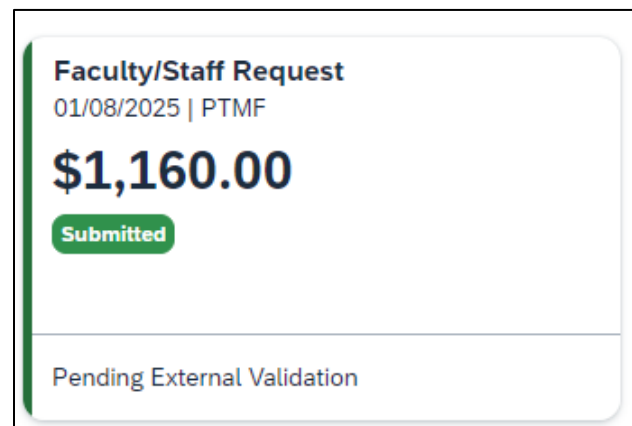 Faculty/Staff Request
01/08/2025 | PTMF
$1,160.00
Submitted
Pending External Validation